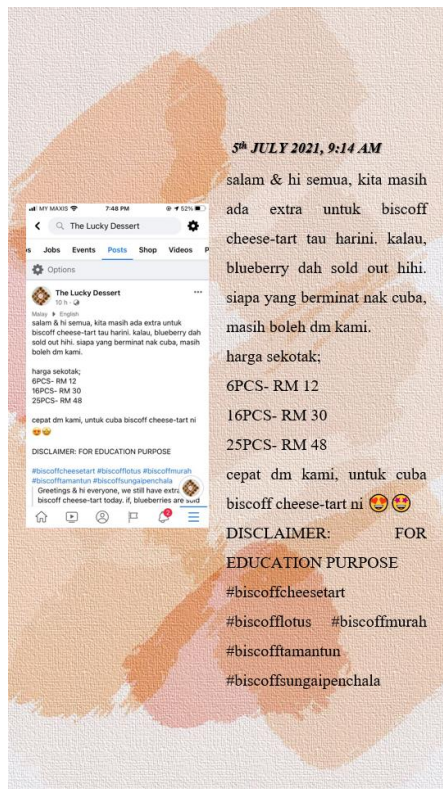 MY MAXIS 7:48 PM 52%
The Lucky Dessert
s Jobs Events Posts Shop Videos P
Options
The Lucky Dessert
10 h
Malay English
salam & hi semua, kita masih ada extra untuk
biscoff cheese-tart tau harini. kalau, blueberry dah
sold out hihi. siapa yang berminat nak cuba, masih
boleh dm kami.
harga sekotak;
6PCS- RM 12
16PCS- RM 30
25PCS- RM 48
cepat dm kami, untuk cuba biscoff cheese-tart ni
😍🤩
DISCLAIMER: FOR EDUCATION PURPOSE
#biscoffcheesetart #biscofflotus #biscoffmurah
#biscofftamantun #biscoffsungaipenchala
Greetings & hi everyone, we still have extra
biscoff cheese-tart today. if, blueberries are sold
2
5th JULY 2021, 9:14 AM
salam & hi semua, kita masih
ada extra untuk biscoff
cheese-tart tau harini. kalau,
blueberry dah sold out hihi.
siapa yang berminat nak cuba,
masih boleh dm kami.
harga sekotak;
6PCS- RM 12
16PCS- RM 30
25PCS- RM 48
cepat dm kami, untuk cuba
biscoff cheese-tart ni 😍🤩
DISCLAIMER: FOR
EDUCATION PURPOSE
#biscoffcheesetart
#biscofflotus #biscoffmurah
#biscofftamantun
#biscoffsungaipenchala